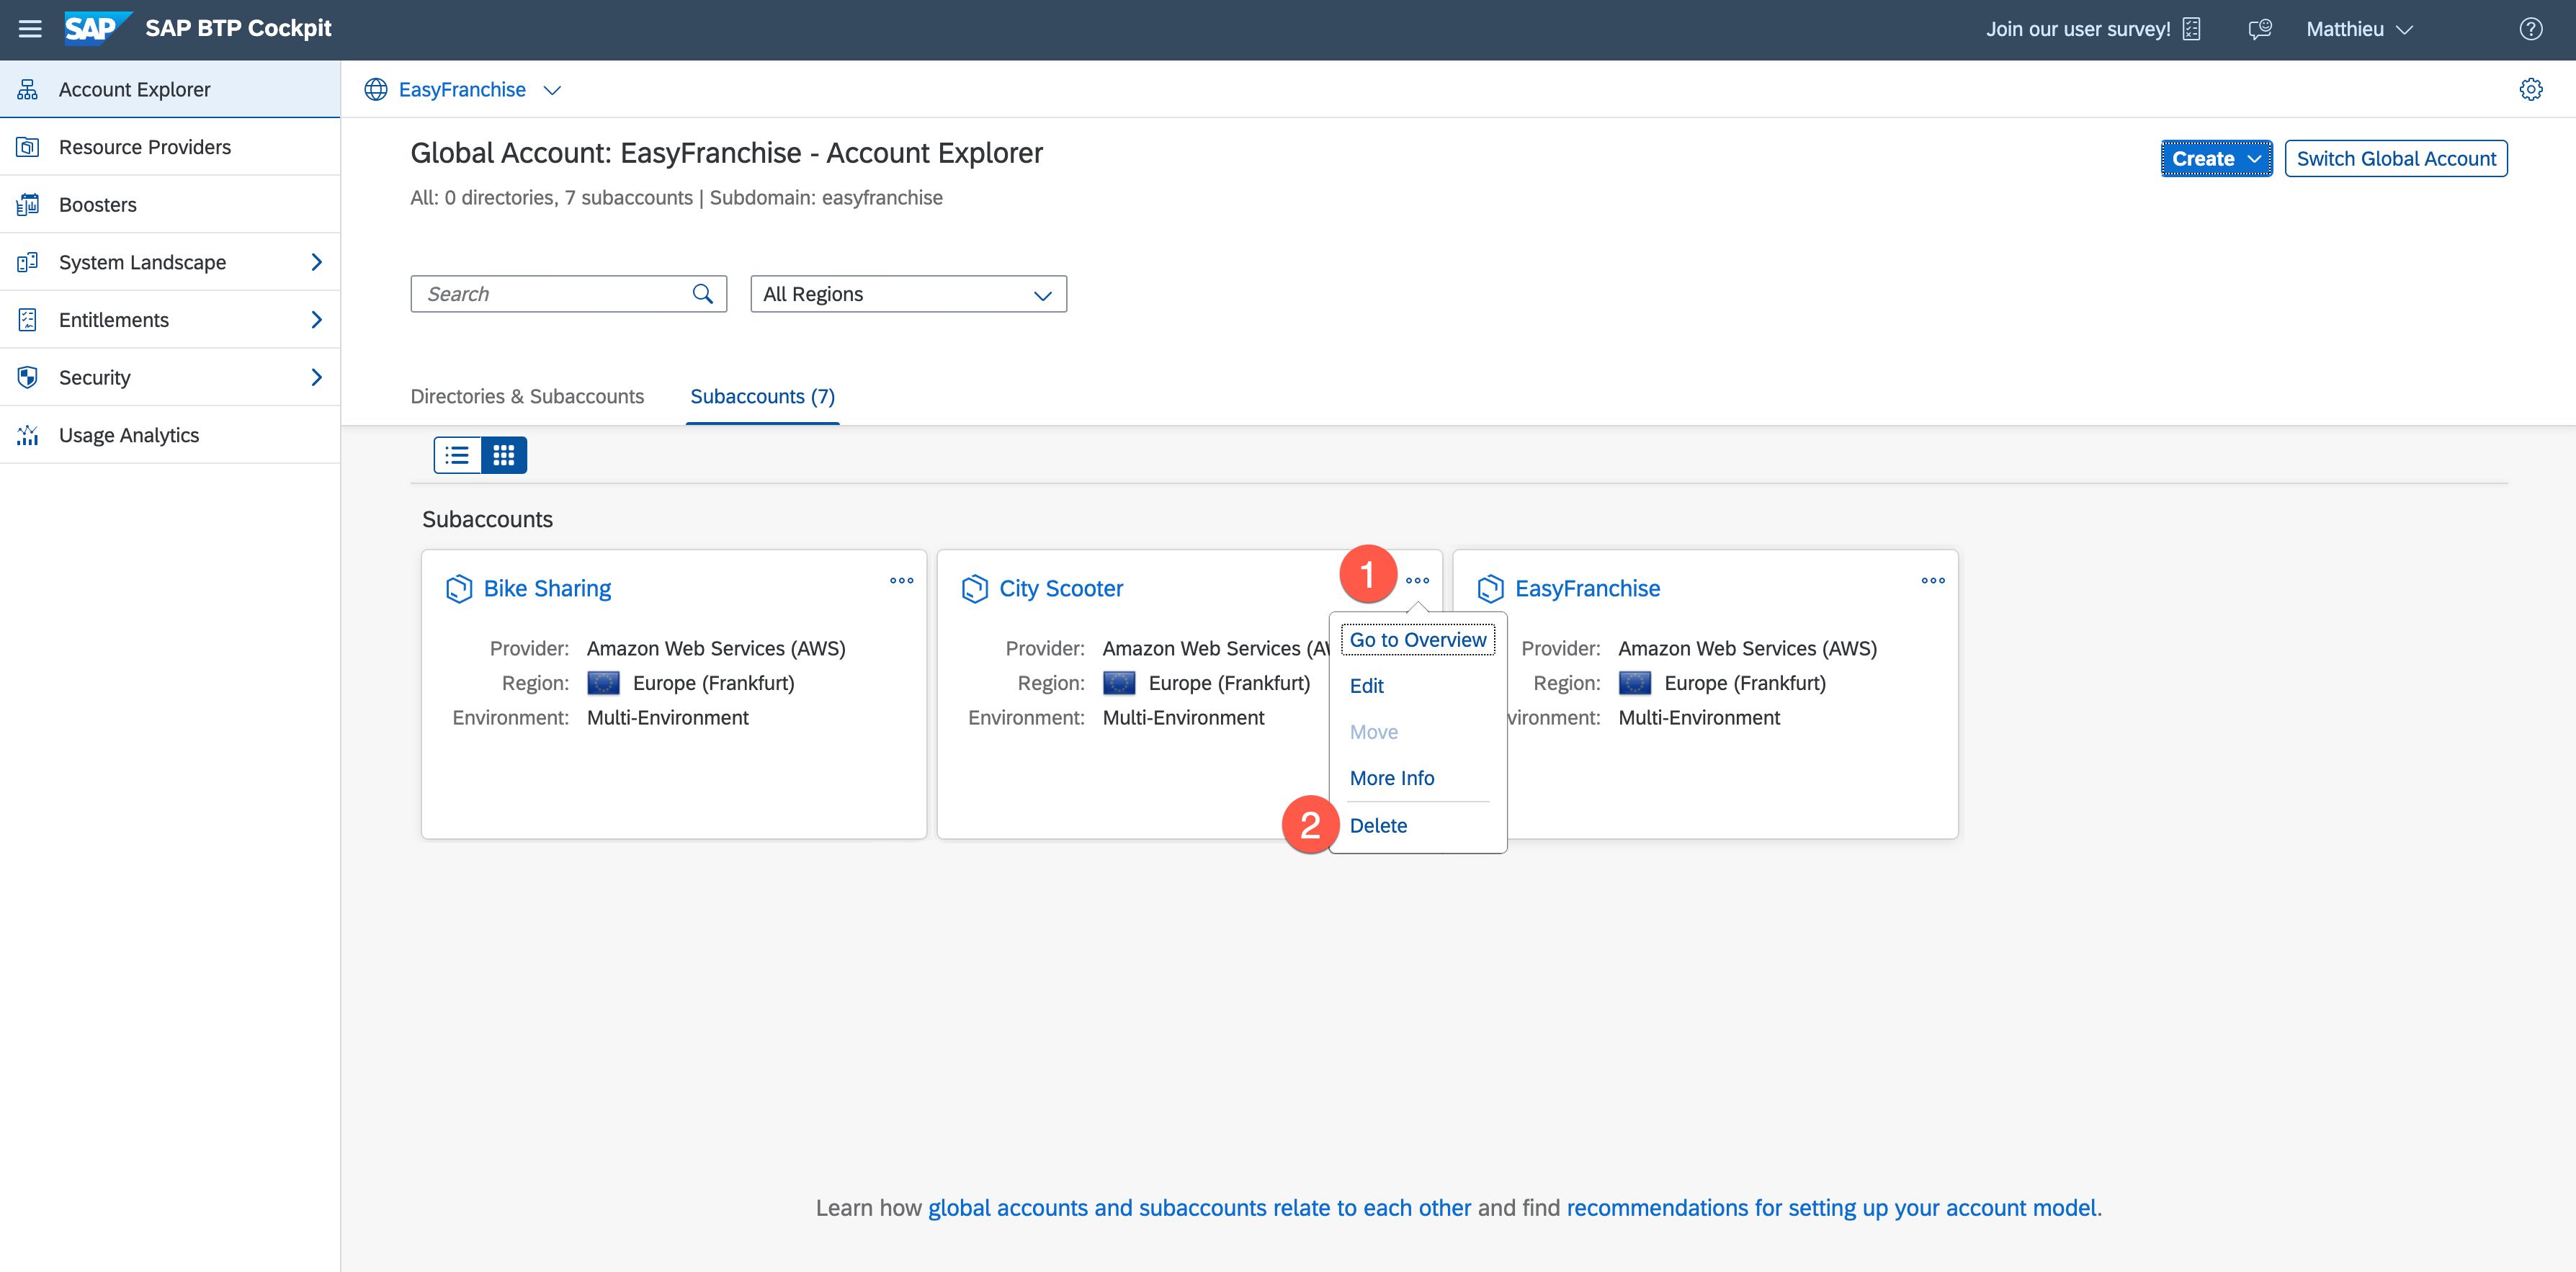 SAP SAP BTP Cockpit
Join our user survey!
Matthieu
Account Explorer
Resource Providers
Boosters
System Landscape
Entitlements
Security
Usage Analytics
EasyFranchise
Global Account: EasyFranchise - Account Explorer
Create
Switch Global Account
All: 0 directories, 7 subaccounts | Subdomain: easyfranchise
Search
All Regions
Directories & Subaccounts
Subaccounts (7)
Subaccounts
Bike Sharing
Provider: Amazon Web Services (AWS)
Region: Europe (Frankfurt)
Environment: Multi-Environment
City Scooter
1
Provider: Amazon Web Services (AW
Region: Europe (Frankfurt)
Environment: Multi-Environment
Go to Overview
Edit
Move
More Info
2
Delete
EasyFranchise
Provider: Amazon Web Services (AWS)
Region: Europe (Frankfurt)
vironment: Multi-Environment
Learn how global accounts and subaccounts relate to each other and find recommendations for setting up your account model.